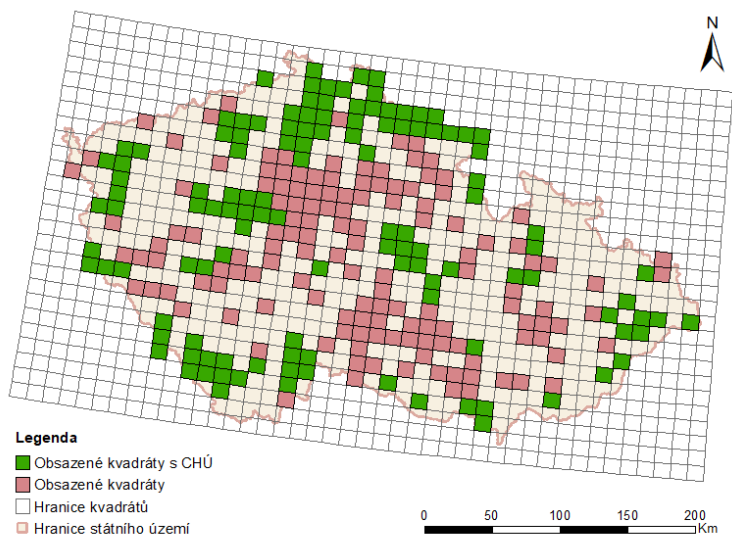 N
Legenda
Obsazené kvadráty s CHÚ
Obsazené kvadráty
Hranice kvadrátů
Hranice státního území
0 50 100 150 200
Km